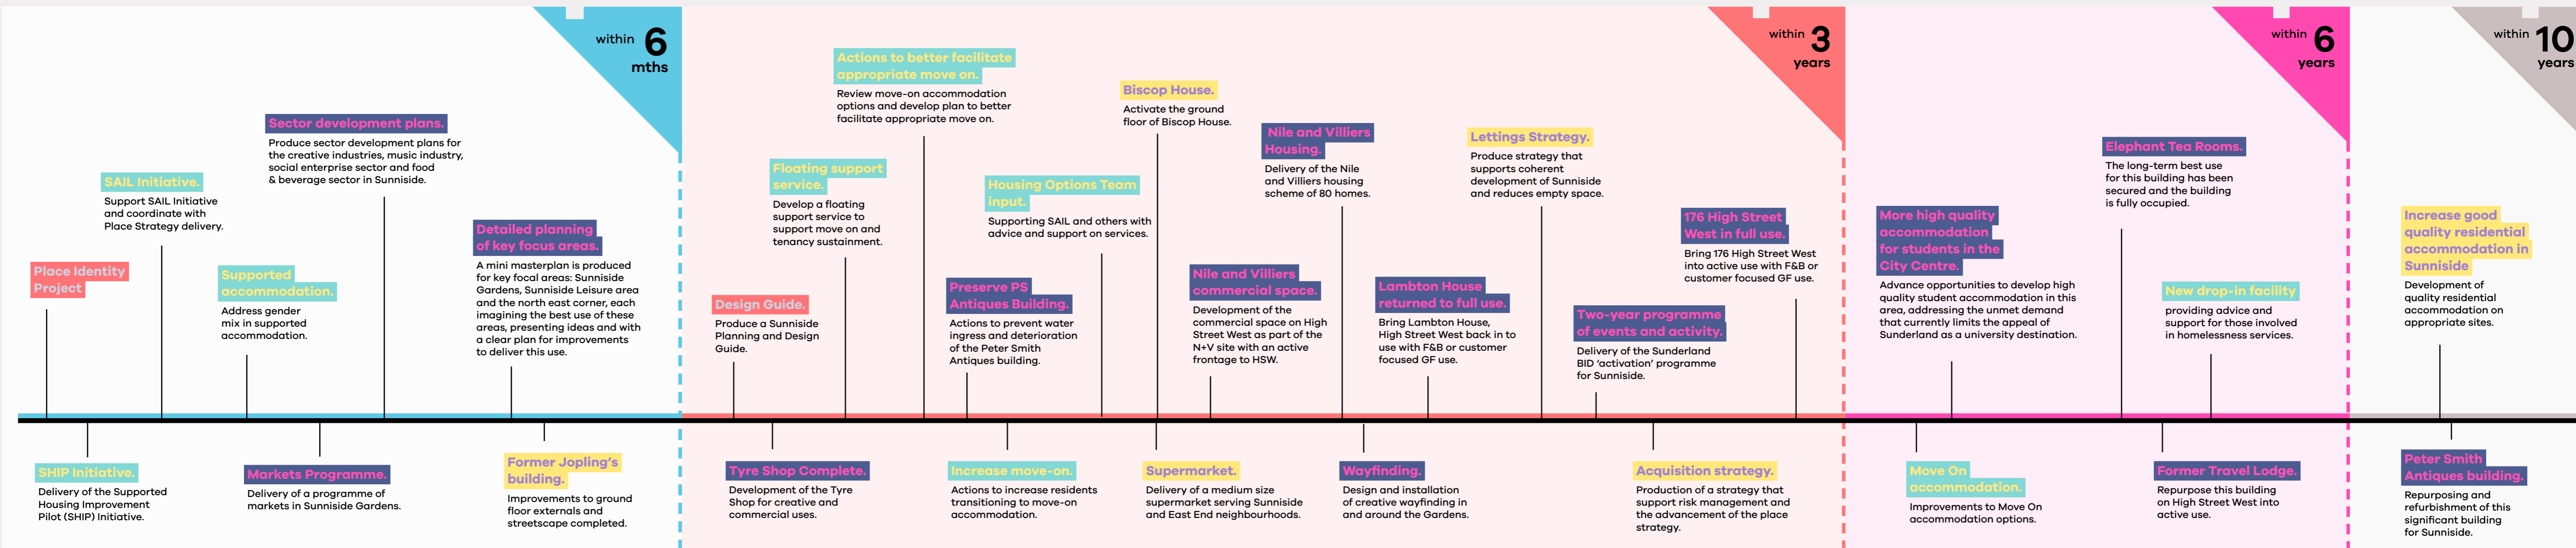 within 6
mths
Place Identity
Project
SAIL Initiative.
Support SAIL Initiative
and coordinate with
Place Strategy delivery.
Supported
accommodation.
Address gender
mix in supported
accommodation.
Sector development plans.
Produce sector development plans for
the creative industries, music industry,
social enterprise sector and food
& beverage sector in Sunniside.
Detailed planning
of key focus areas.
A mini masterplan is produced
for key focal areas: Sunniside
Gardens, Sunniside Leisure area
and the north east corner, each
imagining the best use of these
areas, presenting ideas and with
a clear plan for improvements
to deliver this use.
SHIP Initiative.
Delivery of the Supported
Housing Improvement
Pilot (SHIP) Initiative.
Markets Programme.
Delivery of a programme of
markets in Sunniside Gardens.
Former Jopling's
building.
Improvements to ground
floor externals and
streetscape completed.
within 3
years
Design Guide.
Produce a Sunniside
Planning and Design
Guide.
Floating support
service.
Develop a floating
support service to
support move on and
tenancy sustainment.
Actions to better facilitate
appropriate move on.
Review move-on accommodation
options and develop plan to better
facilitate appropriate move on.
Preserve PS
Antiques Building.
Actions to prevent water
ingress and deterioration
of the Peter Smith
Antiques building.
Housing Options Team
input.
Supporting SAIL and others with
advice and support on services.
Biscop House.
Activate the ground
floor of Biscop House.
Nile and Villiers
commercial space.
Development of the
commercial space on High
Street West as part of the
N+V site with an active
frontage to HSW.
Nile and Villiers
Housing.
Delivery of the Nile
and Villiers housing
scheme of 80 homes.
Lambton House
returned to full use.
Bring Lambton House,
High Street West back in to
use with F&B or customer
focused GF use.
Lettings Strategy.
Produce strategy that
supports coherent
development of Sunniside
and reduces empty space.
Two-year programme
of events and activity.
Delivery of the Sunderland
BID ‘activation’ programme
for Sunniside.
176 High Street
West in full use.
Bring 176 High Street West
into active use with F&B or
customer focused GF use.
Tyre Shop Complete.
Development of the Tyre
Shop for creative and
commercial uses.
Increase move-on.
Actions to increase residents
transitioning to move-on
accommodation.
Supermarket.
Delivery of a medium size
supermarket serving Sunniside
and East End neighbourhoods.
Wayfinding.
Design and installation
of creative wayfinding in
and around the Gardens.
Acquisition strategy.
Production of a strategy that
support risk management and
the advancement of the place
strategy.
within 6
years
More high quality
accommodation
for students in the
City Centre.
Advance opportunities to develop high
quality student accommodation in this
area, addressing the unmet demand
that currently limits the appeal of
Sunderland as a university destination.
Elephant Tea Rooms.
The long-term best use
for this building has been
secured and the building
is fully occupied.
New drop-in facility
providing advice and
support for those involved
in homelessness services.
Move On
accommodation.
Improvements to Move On
accommodation options.
Former Travel Lodge.
Repurpose this building
on High Street West into
active use.
within 10
years
Increase good
quality residential
accommodation in
Sunniside
Development of
quality residential
accommodation on
appropriate sites.
Peter Smith
Antiques building.
Repurposing and
refurbishment of this
significant building
for Sunniside.